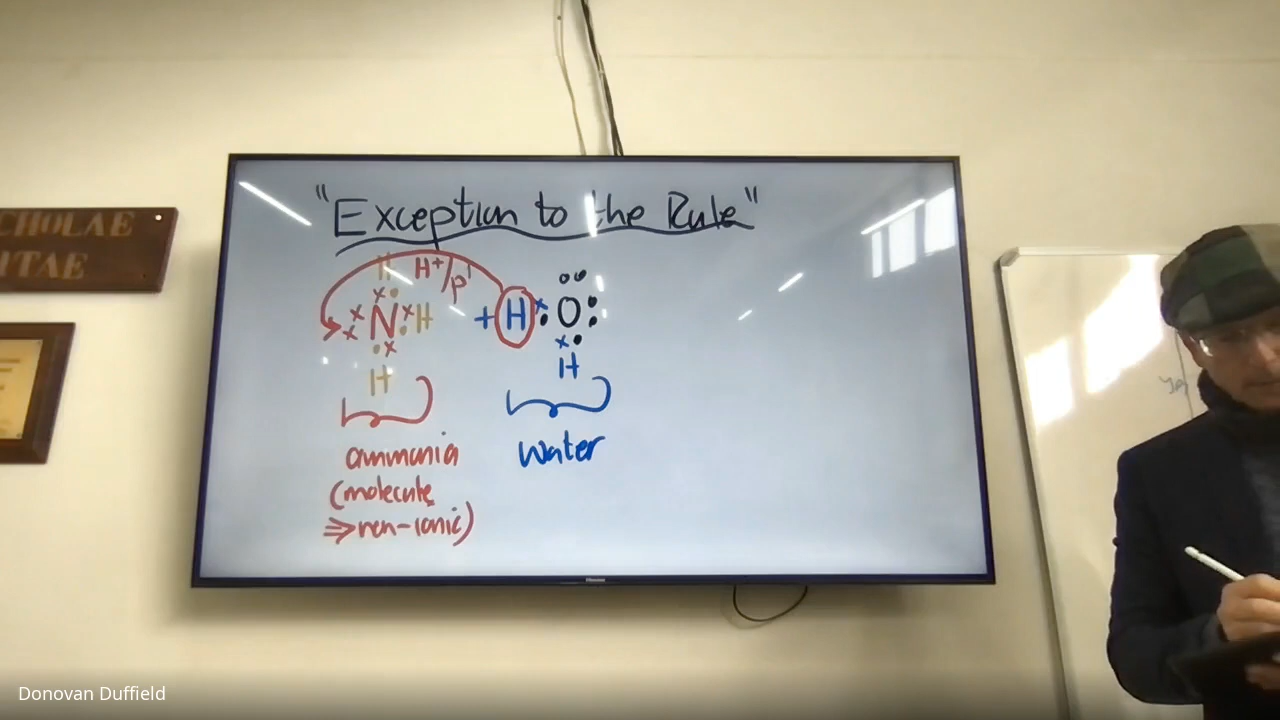 "Exception to the Rule"
CHOLAE
ITAE
H H⁺/p⁺
N H + H O
H H
ammonia water
(molecule
⇒ non-ionic)
Donovan Duffield